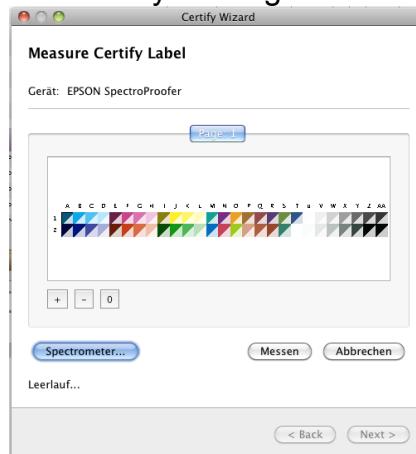 Certify Wizard
Measure Certify Label
Gerät: EPSON SpectroProofer
Page 1
A B C D E F G H I J K L M N O P Q R S T U V W X Y Z AA
1
2
+ - 0
Spectrometer... Messen Abbrechen
Leerlauf...
< Back Next >